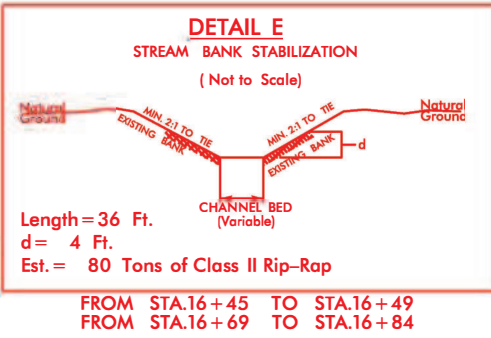 DETAIL E
STREAM BANK STABILIZATION
( Not to Scale)
Natural
Ground
Natural
Ground
MIN. 2:1 TO TIE
EXISTING BANK
MIN. 2:1 TO TIE
EXISTING BANK
d
CHANNEL BED
(Variable)
Length = 36 Ft.
d = 4 Ft.
Est. = 80 Tons of Class II Rip-Rap
FROM STA.16+45 TO STA.16+49
FROM STA.16+69 TO STA.16+84